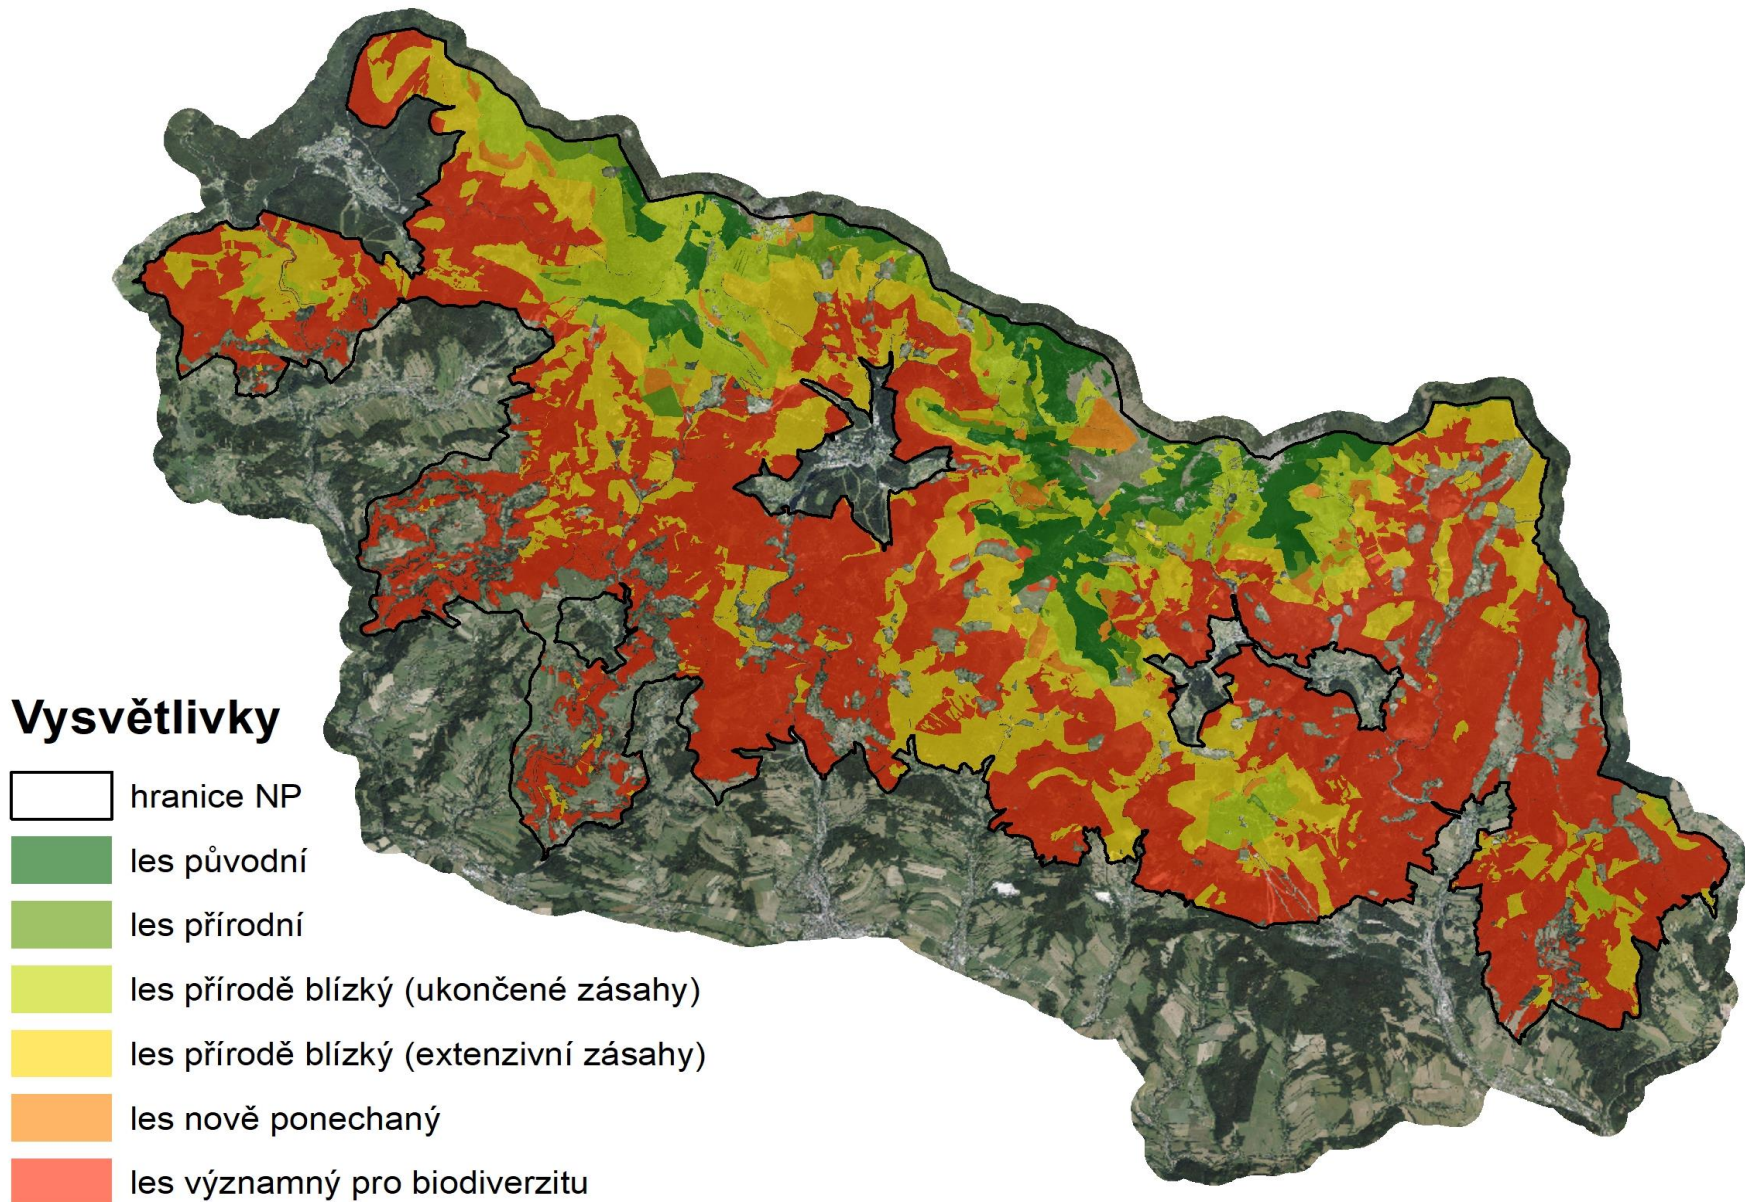 Vysvětlivky
hranice NP
les původní
les přírodní
les přírodě blízký (ukončené zásahy)
les přírodě blízký (extenzivní zásahy)
les nově ponechaný
les významný pro biodiverzitu